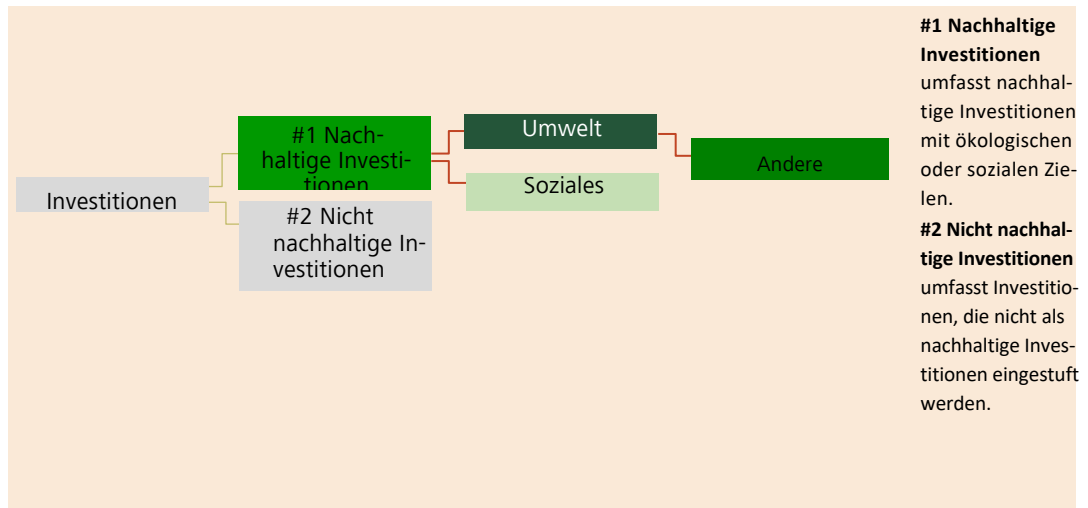 Investitionen
#1 Nach-
haltige Investi-
tionen
#2 Nicht
nachhaltige In-
vestitionen
Umwelt
Soziales
Andere
#1 Nachhaltige
Investitionen
umfasst nachhal-
tige Investitionen
mit ökologischen
oder sozialen Zie-
len.
#2 Nicht nachhal-
tige Investitionen
umfasst Investitio-
nen, die nicht als
nachhaltige Inves-
titionen eingestuft
werden.